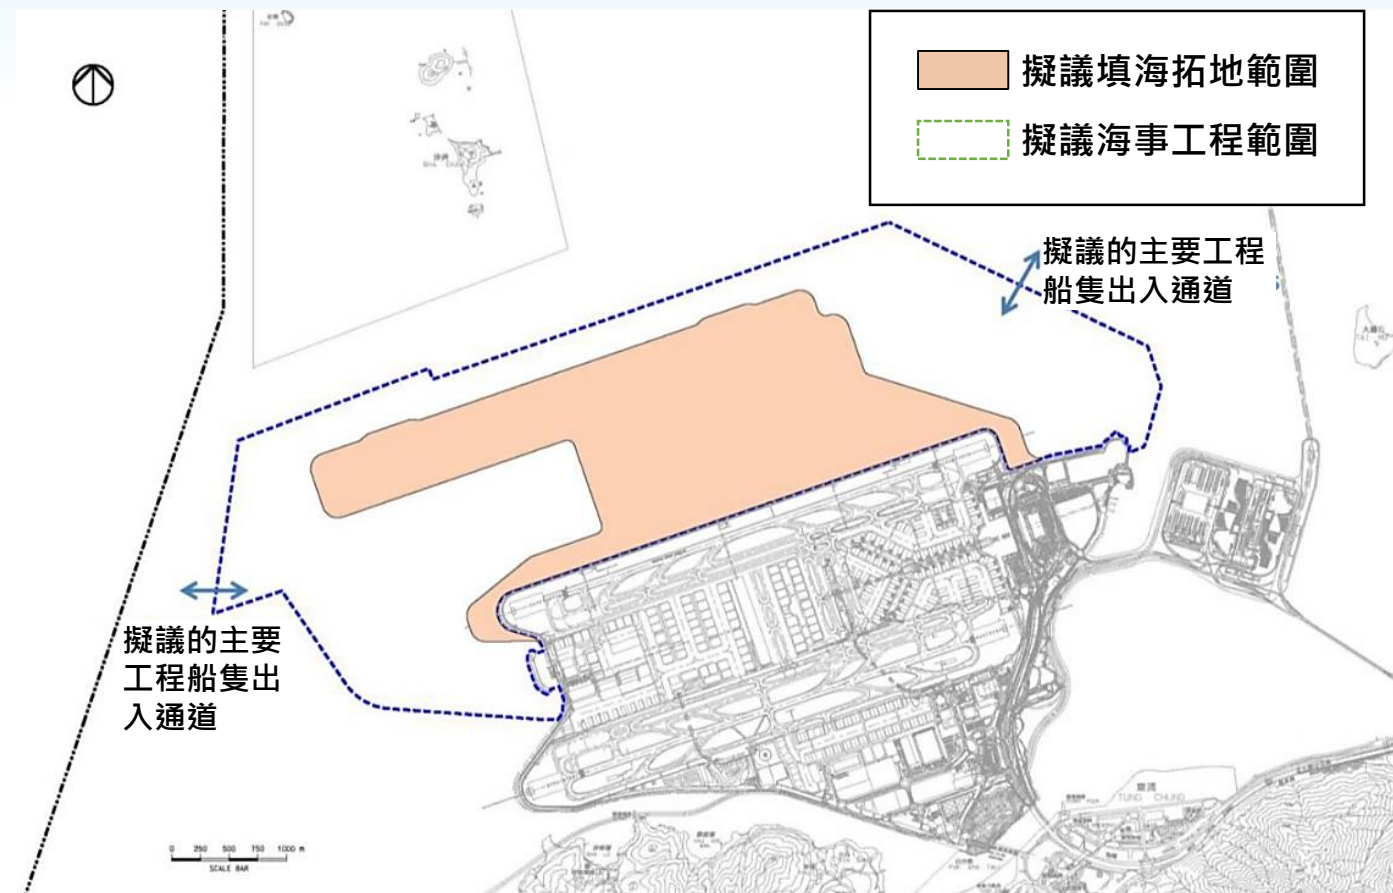 擬議填海拓地範圍
擬議海事工程範圍
擬議的主要工程
船隻出入通道
沙洲
擬議的主要
工程船隻出
入通道
東涌
TUNG CHUNG
0 250 500 750 1000 m
SCALE BAR